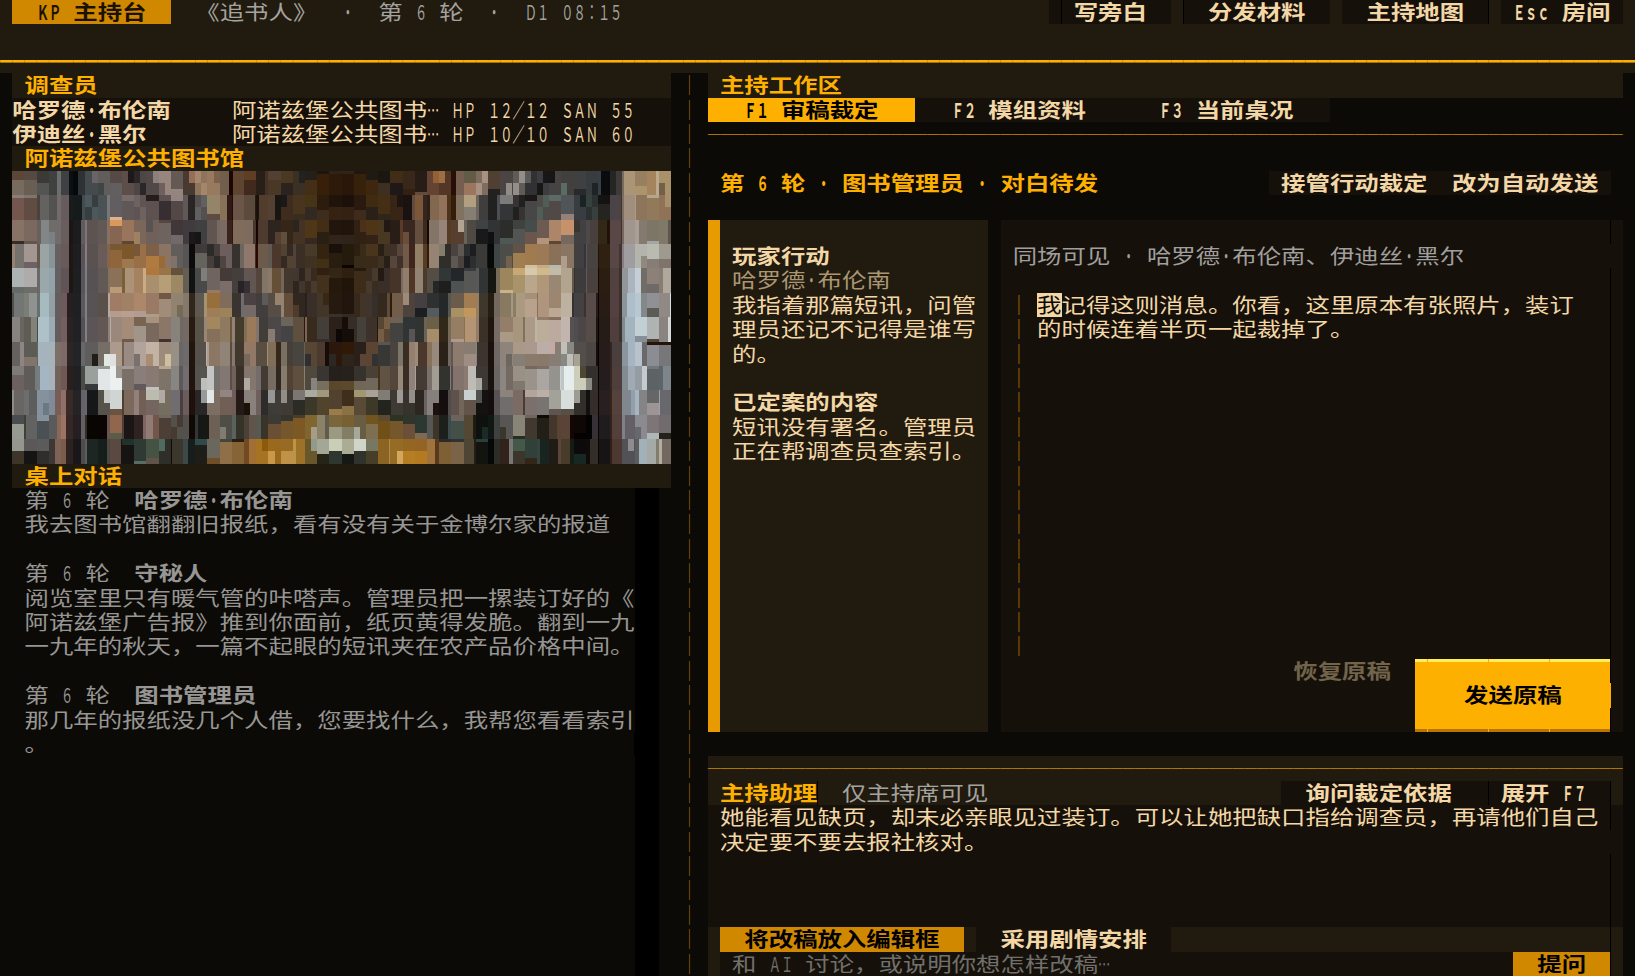 KP 主持台 《追书人》 · 第 6 轮 · D1 08:15 写旁白 分发材料 主持地图 Esc 房间
调查员
哈罗德·布伦南 阿诺兹堡公共图书… HP 12/12 SAN 55
伊迪丝·黑尔 阿诺兹堡公共图书… HP 10/10 SAN 60
阿诺兹堡公共图书馆
桌上对话
第 6 轮 哈罗德·布伦南
我去图书馆翻翻旧报纸，看有没有关于金博尔家的报道
第 6 轮 守秘人
阅览室里只有暖气管的咔嗒声。管理员把一摞装订好的《
阿诺兹堡广告报》推到你面前，纸页黄得发脆。翻到一九
一九年的秋天，一篇不起眼的短讯夹在农产品价格中间。
第 6 轮 图书管理员
那几年的报纸没几个人借，您要找什么，我帮您看看索引
。
主持工作区
F1 审稿裁定 F2 模组资料 F3 当前桌况
第 6 轮 · 图书管理员 · 对白待发 接管行动裁定 改为自动发送
玩家行动
哈罗德·布伦南
我指着那篇短讯，问管
理员还记不记得是谁写
的。
已定案的内容
短讯没有署名。管理员
正在帮调查员查索引。
同场可见 · 哈罗德·布伦南、伊迪丝·黑尔
我记得这则消息。你看，这里原本有张照片，装订
的时候连着半页一起裁掉了。
恢复原稿 发送原稿
主持助理 仅主持席可见 询问裁定依据 展开 F7
她能看见缺页，却未必亲眼见过装订。可以让她把缺口指给调查员，再请他们自己
决定要不要去报社核对。
将改稿放入编辑框 采用剧情安排
和 AI 讨论，或说明你想怎样改稿… 提问